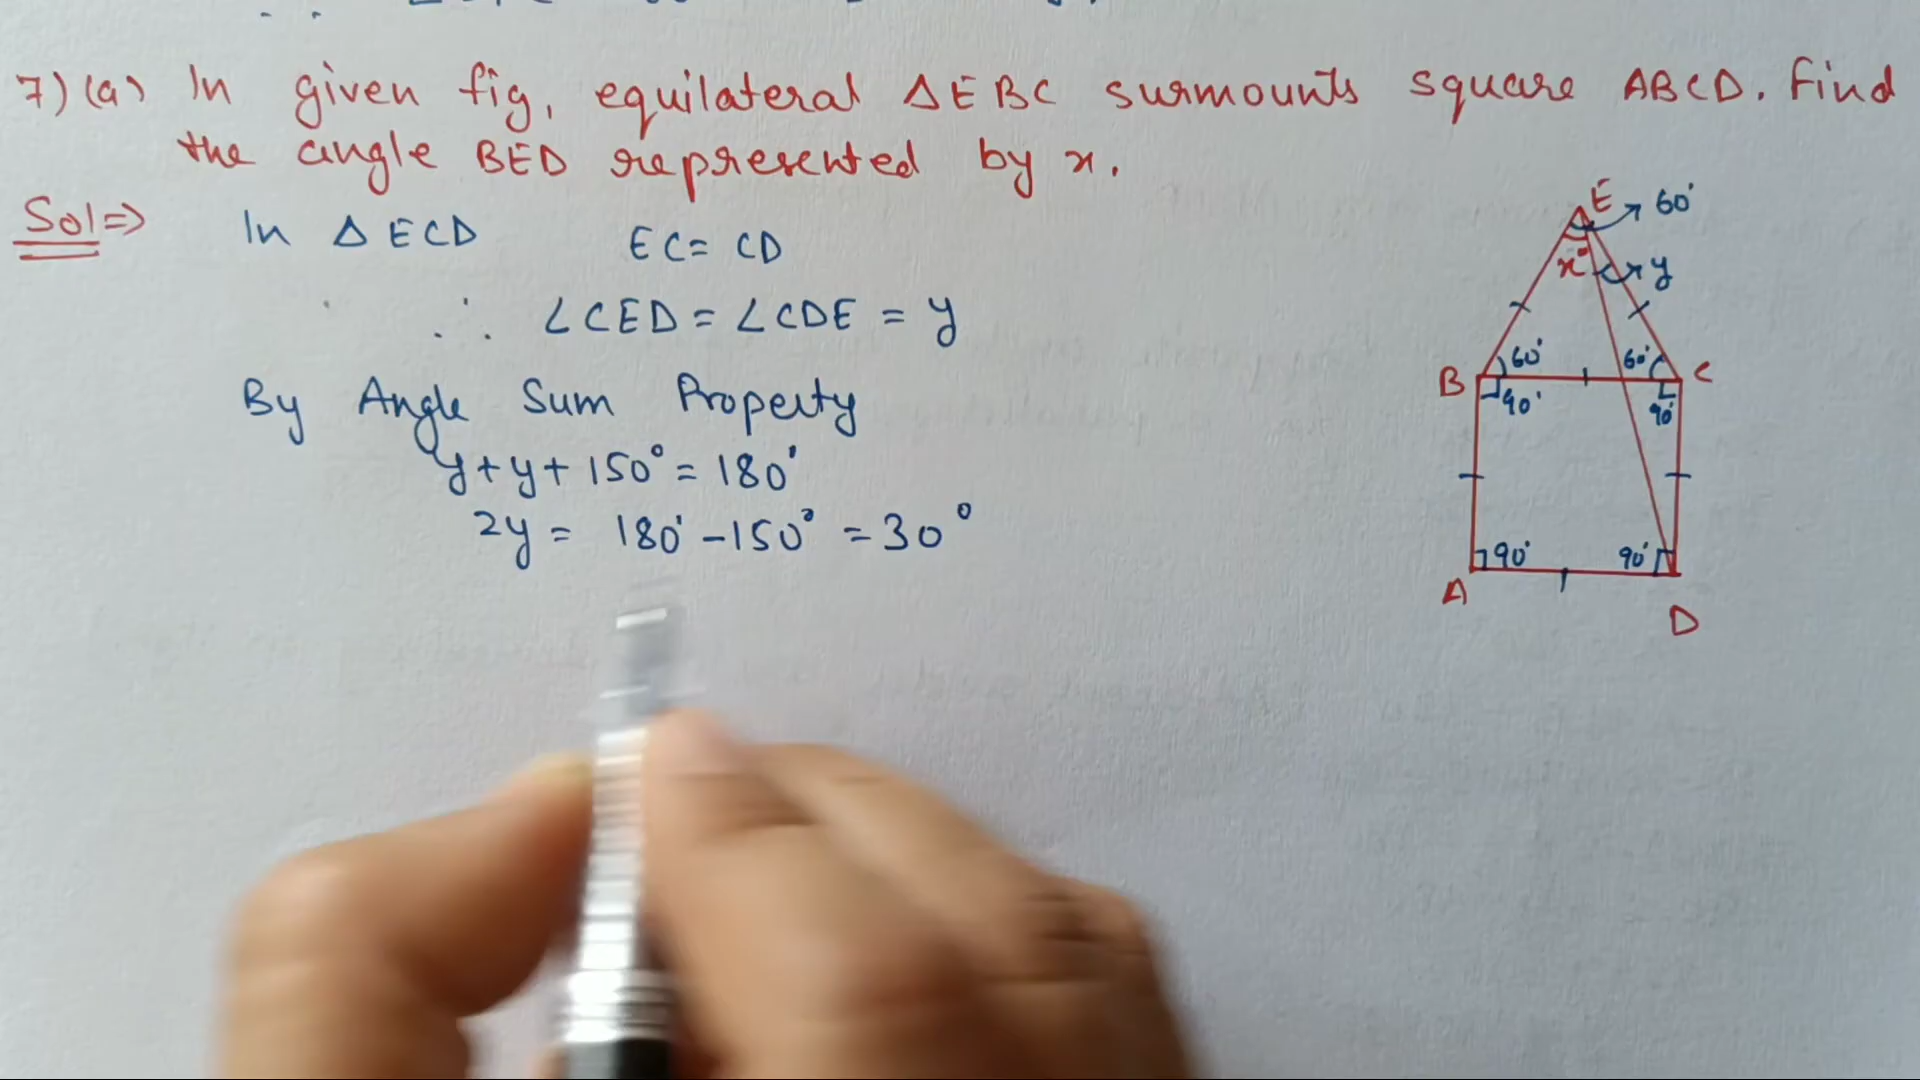 7) (a) In given fig, equilateral ΔEBC surmounts square ABCD. Find
the angle BED represented by x.
Sol⇒ In Δ ECD EC = CD
∴ ∠CED = ∠CDE = y
By Angle Sum Property
y + y + 150° = 180°
2y = 180° - 150° = 30°
E 60°
x° y
60° 60°
B C
90° 90°
90° 90°
A D